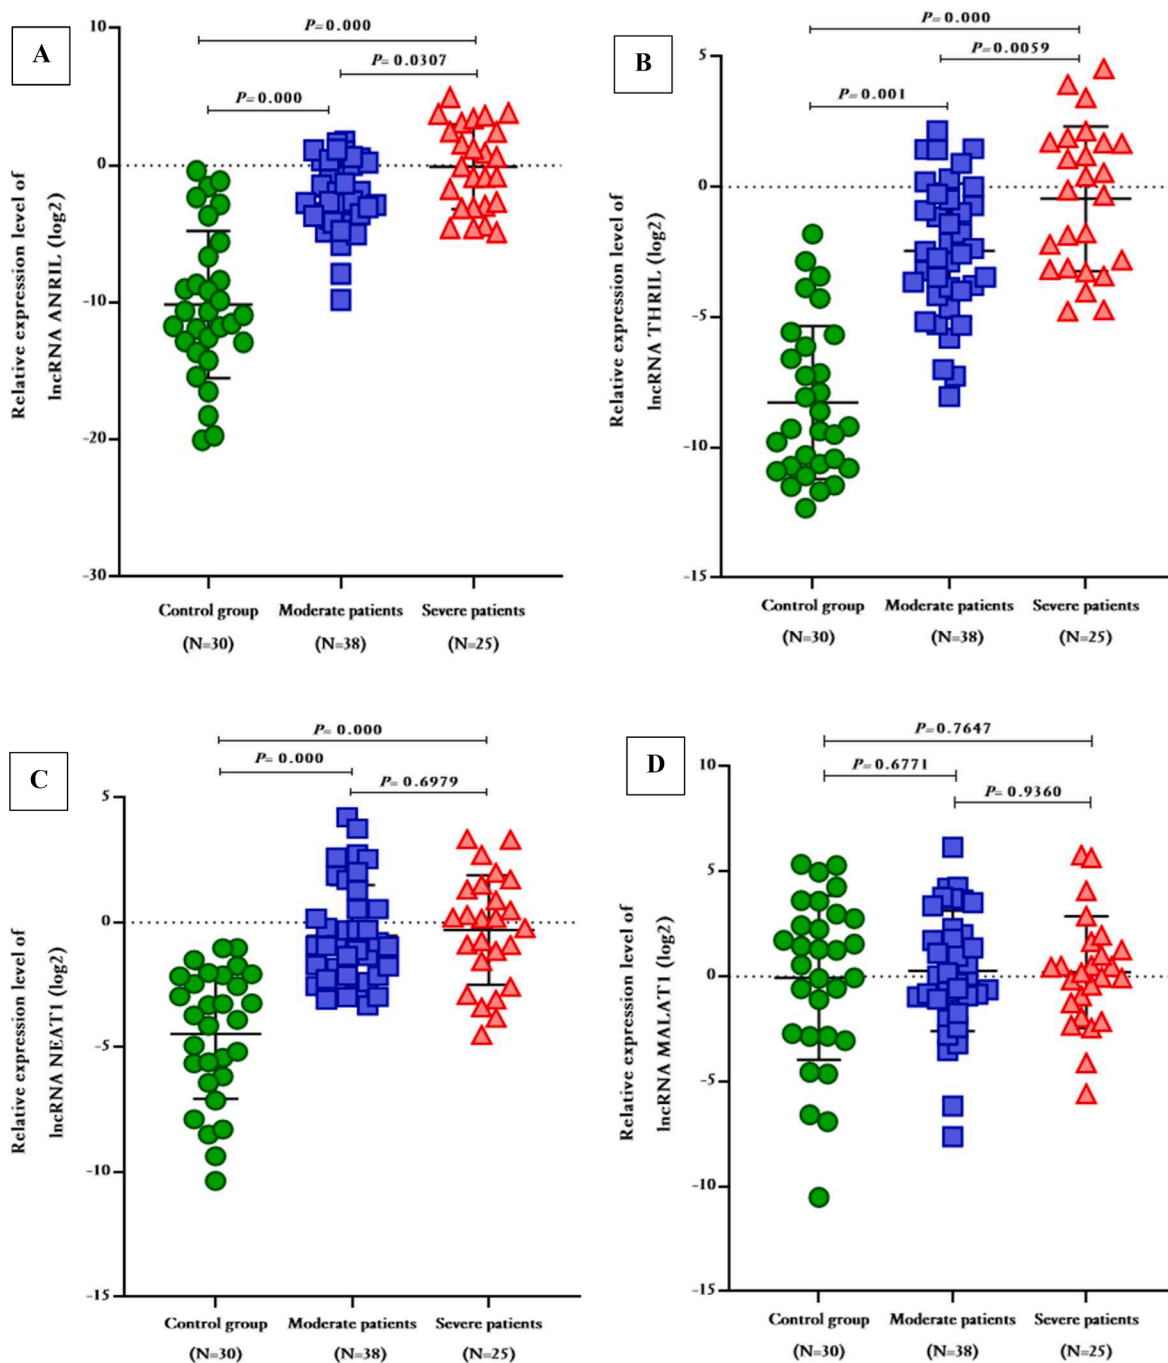 A
P= 0.000
P= 0.0307
P= 0.000
10
0
-10
-20
-30
Relative expression level of
lncRNA ANRIL (log2)
Control group
(N=30)
Moderate patients
(N=38)
Severe patients
(N=25)
B
P= 0.000
P= 0.0059
P= 0.001
5
0
-5
-10
-15
Relative expression level of
lncRNA THRIL (log2)
Control group
(N=30)
Moderate patients
(N=38)
Severe patients
(N=25)
C
P= 0.000
P= 0.000
P= 0.6979
5
0
-5
-10
-15
Relative expression level of
lncRNA NEAT1 (log2)
Control group
(N=30)
Moderate patients
(N=38)
Severe patients
(N=25)
D
P= 0.7647
P= 0.6771
P= 0.9360
10
5
0
-5
-10
-15
Relative expression level of
lncRNA MALAT1 (log2)
Control group
(N=30)
Moderate patients
(N=38)
Severe patients
(N=25)